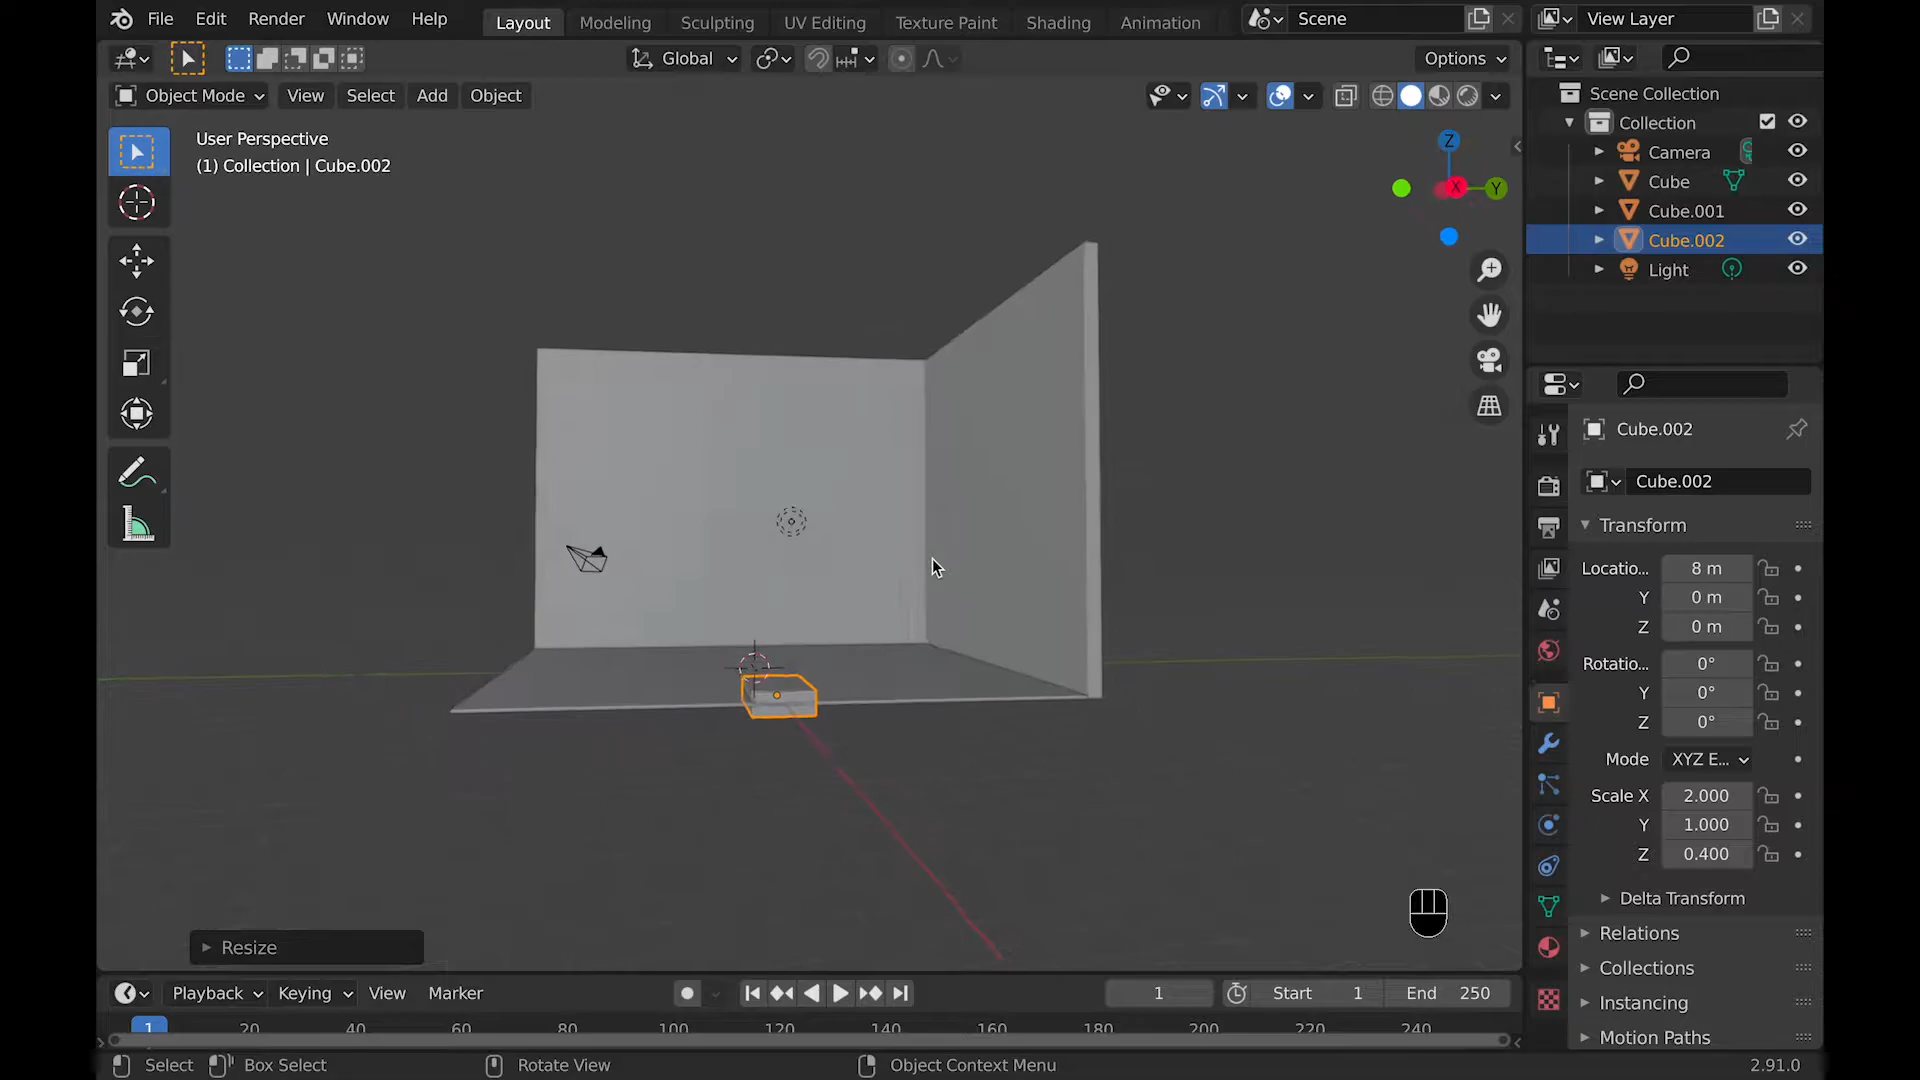 File Edit Render Window Help Layout Modeling Sculpting UV Editing Texture Paint Shading Animation Scene View Layer
Global Options
Object Mode View Select Add Object
User Perspective
(1) Collection | Cube.002
Z
X
Y
Scene Collection
Collection
Camera
Cube
Cube.001
Cube.002
Light
Cube.002
Cube.002
Transform
Locatio... 8 m
Y 0 m
Z 0 m
Rotatio... 0°
Y 0°
Z 0°
Mode XYZ E...
Scale X 2.000
Y 1.000
Z 0.400
Delta Transform
Relations
Collections
Instancing
Motion Paths
Resize
Playback Keying View Marker 1 Start 1 End 250
1 20 40 60 80 100 120 140 160 180 200 220 240
Select Box Select Rotate View Object Context Menu 2.91.0